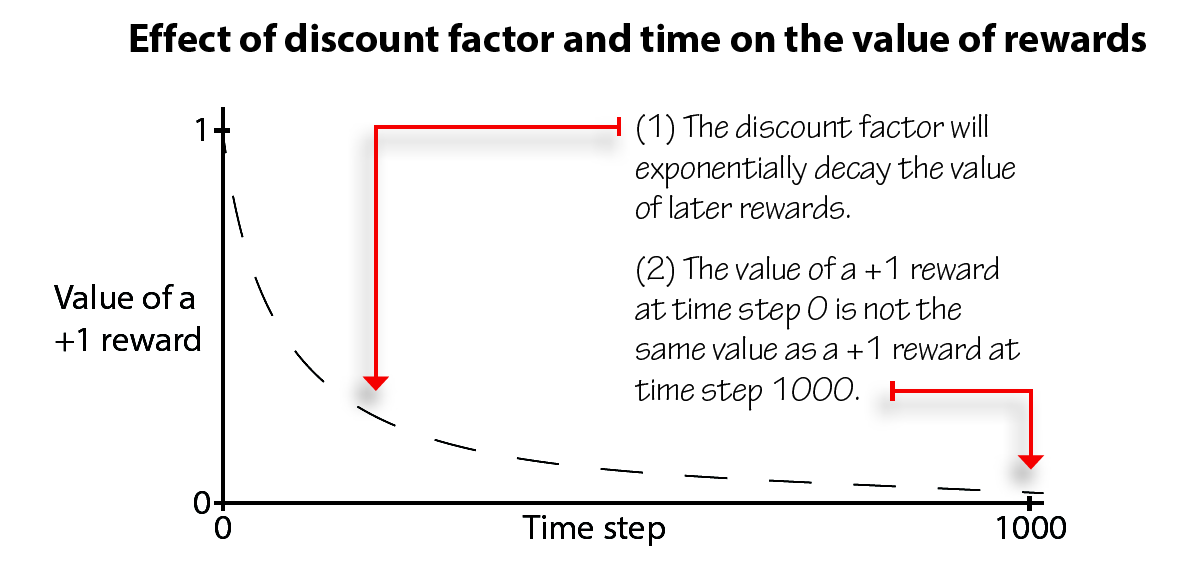 Effect of discount factor and time on the value of rewards
1
(1) The discount factor will
exponentially decay the value
of later rewards.
(2) The value of a +1 reward
at time step 0 is not the
same value as a +1 reward at
time step 1000.
Value of a
+1 reward
0
0
Time step
1000